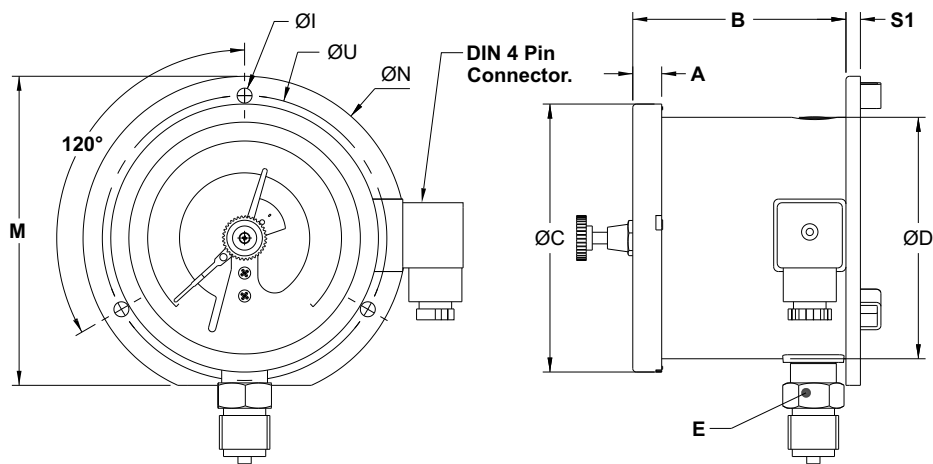 ØI
ØU
ØN
DIN 4 Pin
Connector.
120°
M
B
S1
A
ØC
ØD
E